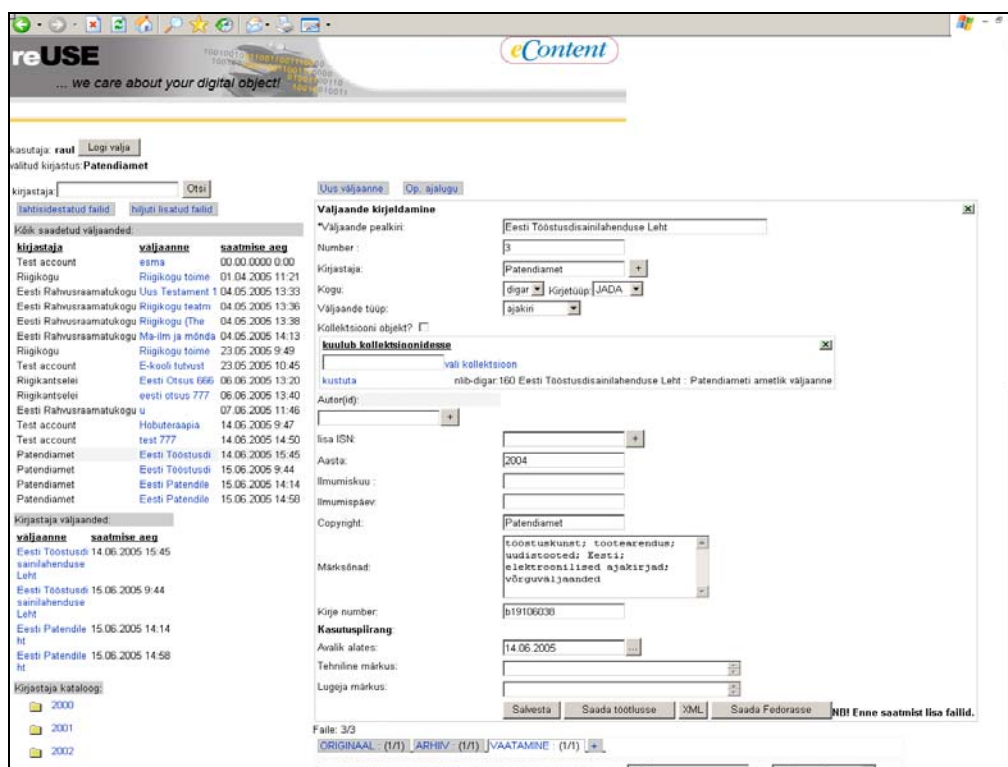 reUSE
... we care about your digital object!
eContent
kasutaja: raul Logi valja
valitud kirjastus:Patendiamet
kirjastaja: Otsi
lahtisidestatud failid hiljuti lisatud failid
Kõik saadetud väljaanded:
kirjastaja väljaanne saatmise aeg
Test account esma 00.00.0000 0:00
Riigikogu Riigikogu toime 01.04.2005 11:21
Eesti Rahvusraamatukogu Uus Testament 1 04.05.2005 13:33
Eesti Rahvusraamatukogu Riigikogu teatm 04.05.2005 13:36
Eesti Rahvusraamatukogu Riigikogu (The 04.05.2005 13:38
Eesti Rahvusraamatukogu Ma-ilm ja mõnda 04.05.2005 14:13
Riigikogu Riigikogu toime 23.05.2005 9:49
Test account E-kooli tutvust 23.05.2005 10:45
Riigikantselei Eesti Otsus 666 06.06.2005 13:20
Riigikantselei eesti otsus 777 06.06.2005 13:40
Eesti Rahvusraamatukogu u 07.06.2005 11:46
Test account Hobuteraapia 14.06.2005 9:47
Test account test 777 14.06.2005 14:50
Patendiamet Eesti Tööstusdi 14.06.2005 15:45
Patendiamet Eesti Tööstusdi 15.06.2005 9:44
Patendiamet Eesti Patendile 15.06.2005 14:14
Patendiamet Eesti Patendile 15.06.2005 14:58
Kirjastaja väljaanded:
väljaanne saatmise aeg
Eesti Tööstusdi 14.06.2005 15:45
sainilahenduse
Leht
Eesti Tööstusdi 15.06.2005 9:44
sainilahenduse
Leht
Eesti Patendile 15.06.2005 14:14
ht
Eesti Patendile 15.06.2005 14:58
ht
Kirjastaja kataloog:
2000
2001
2002
Uus väljaanne Op. ajalugu
Valjaande kirjeldamine
*Väljaande pealkiri: Eesti Tööstusdisainilahenduse Leht
Number : 3
Kirjastaja: Patendiamet +
Kogu: digar Kirjetüüp: JADA
Väljaande tüüp: ajakiri
Kollektsiooni objekt?
kuulub kollektsioonidesse
vali kollektsioon
kustuta nlib-digar:160 Eesti Tööstusdisainilahenduse Leht : Patendiameti ametlik väljaanne
Autor(id):
+
lisa ISN: +
Aasta: 2004
Ilmumiskuu :
Ilmumispäev:
Copyright: Patendiamet
Märksõnad: tööstuskunst; tootearendus;
uudistooted; Eesti;
elektroonilised ajakirjad;
võrguväljaanded
Kirje number: b19106038
Kasutuspiirang:
Avalik alates: 14.06.2005 ...
Tehniline märkus:
Lugeja märkus:
Salvesta Saada töötlusse XML Saada Fedorasse NB! Enne saatmist lisa failid.
Faile: 3/3
ORIGINAAL : (1/1) ARHIIV : (1/1) VAATAMINE : (1/1) +